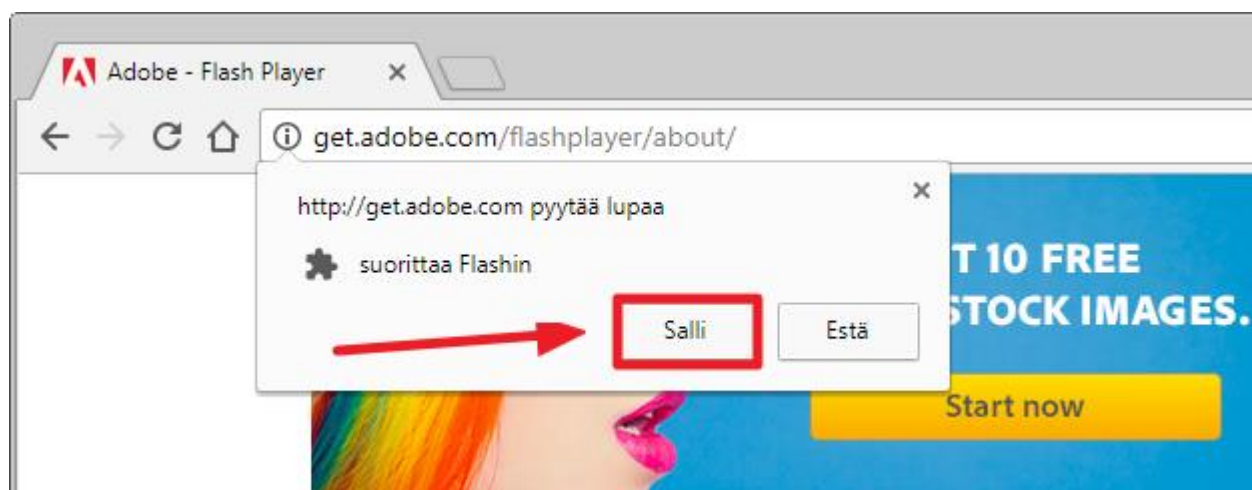 Adobe - Flash Player
get.adobe.com/flashplayer/about/
http://get.adobe.com pyytää lupaa
suorittaa Flashin
Salli
Estä
T 10 FREE
STOCK IMAGES.
Start now